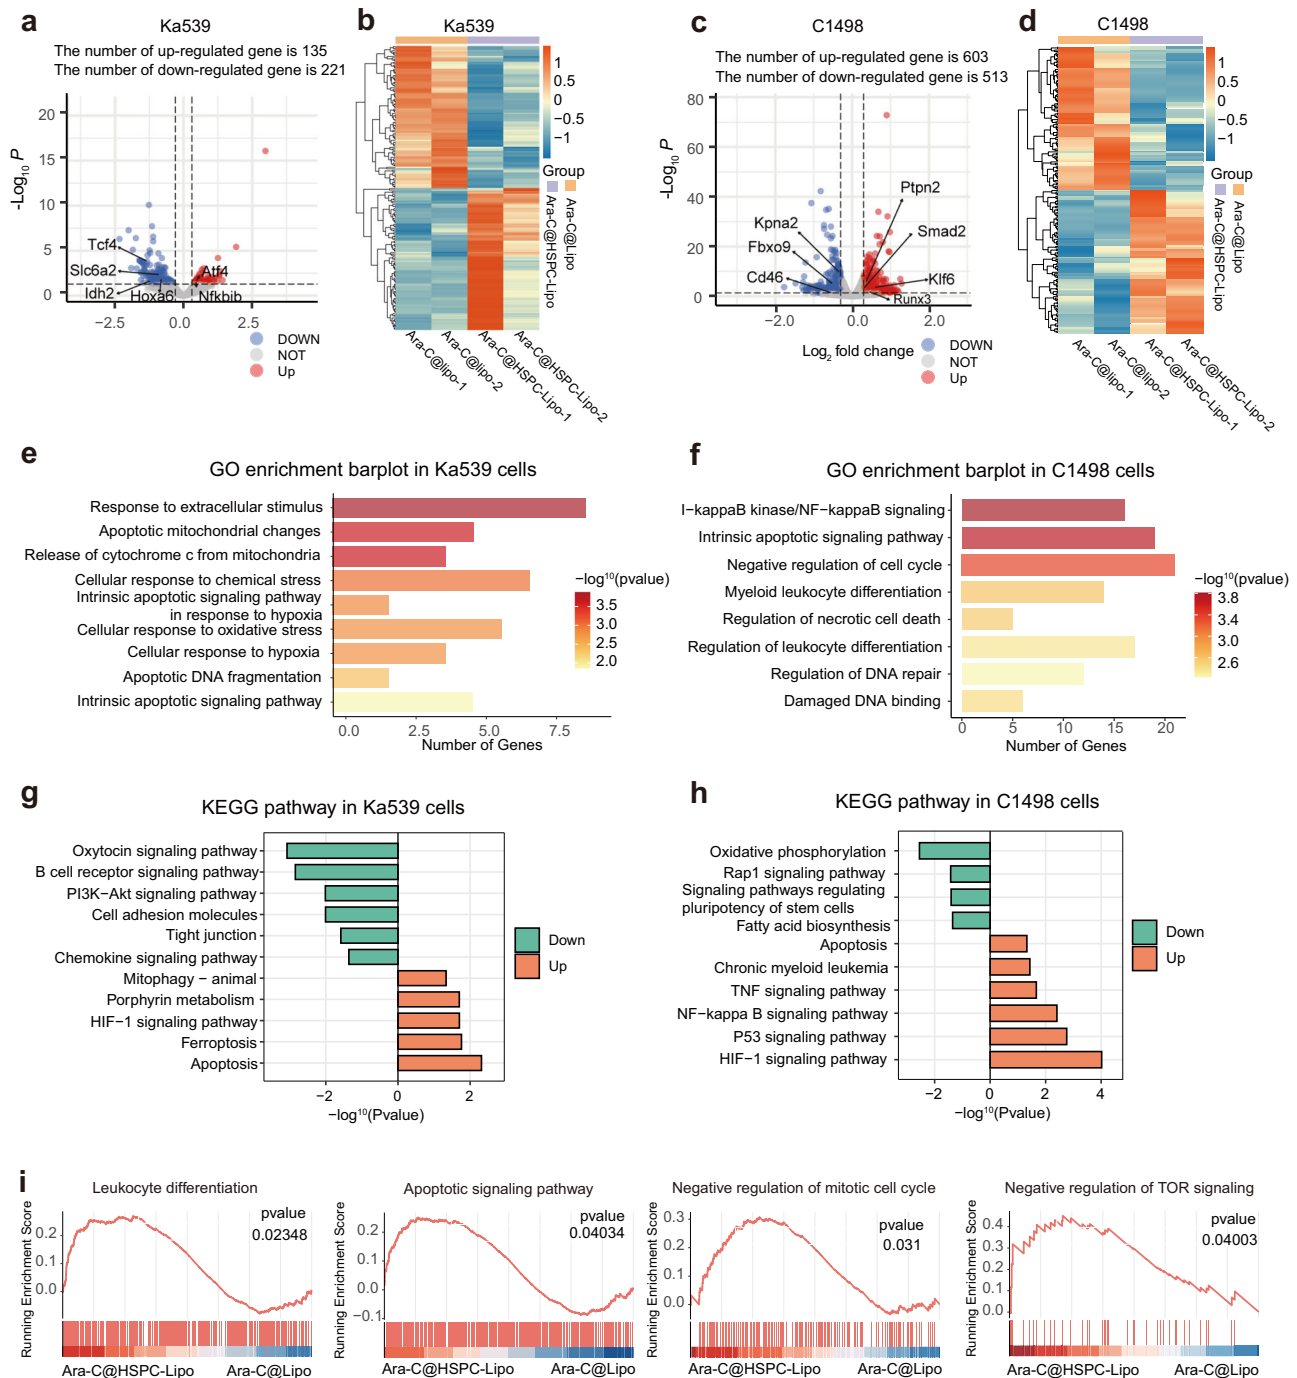 a
Ka539
The number of up-regulated gene is 135
The number of down-regulated gene is 221
-Log10 P
20
15
10
5
0
Tcf4
Slc6a2
Idh2
Hoxa6
Atf4
Nfkbib
−2.5
0.0
2.5
DOWN
NOT
Up
b
Ka539
1
0.5
0
−0.5
−1
Group
Ara-C@HSPC-Lipo
Ara-C@Lipo
Ara-C@lipo-1
Ara-C@lipo-2
Ara-C@HSPC-Lipo-1
Ara-C@HSPC-Lipo-2
c
C1498
The number of up-regulated gene is 603
The number of down-regulated gene is 513
-Log10 P
80
60
40
20
0
Kpna2
Fbxo9
Cd46
Ptpn2
Smad2
Klf6
Runx3
−2.0
0.0
2.0
Log2 fold change
DOWN
NOT
Up
d
C1498
1
0.5
0
−0.5
−1
Group
Ara-C@HSPC-Lipo
Ara-C@Lipo
Ara-C@lipo-1
Ara-C@lipo-2
Ara-C@HSPC-Lipo-1
Ara-C@HSPC-Lipo-2
e
GO enrichment barplot in Ka539 cells
Response to extracellular stimulus
Apoptotic mitochondrial changes
Release of cytochrome c from mitochondria
Cellular response to chemical stress
Intrinsic apoptotic signaling pathway
in response to hypoxia
Cellular response to oxidative stress
Cellular response to hypoxia
Apoptotic DNA fragmentation
Intrinsic apoptotic signaling pathway
0.0
2.5
5.0
7.5
Number of Genes
−log10(pvalue)
3.5
3.0
2.5
2.0
f
GO enrichment barplot in C1498 cells
I−kappaB kinase/NF−kappaB signaling
Intrinsic apoptotic signaling pathway
Negative regulation of cell cycle
Myeloid leukocyte differentiation
Regulation of necrotic cell death
Regulation of leukocyte differentiation
Regulation of DNA repair
Damaged DNA binding
0
5
10
15
20
Number of Genes
−log10(pvalue)
3.8
3.4
3.0
2.6
g
KEGG pathway in Ka539 cells
Oxytocin signaling pathway
B cell receptor signaling pathway
PI3K−Akt signaling pathway
Cell adhesion molecules
Tight junction
Chemokine signaling pathway
Mitophagy − animal
Porphyrin metabolism
HIF−1 signaling pathway
Ferroptosis
Apoptosis
−2
0
2
−log10(Pvalue)
Down
Up
h
KEGG pathway in C1498 cells
Oxidative phosphorylation
Rap1 signaling pathway
Signaling pathways regulating
pluripotency of stem cells
Fatty acid biosynthesis
Apoptosis
Chronic myeloid leukemia
TNF signaling pathway
NF−kappa B signaling pathway
P53 signaling pathway
HIF−1 signaling pathway
−2
0
2
4
−log10(Pvalue)
Down
Up
i
Leukocyte differentiation
Running Enrichment Score
0.2
0.1
0.0
pvalue
0.02348
Ara-C@HSPC-Lipo
Ara-C@Lipo
Apoptotic signaling pathway
Running Enrichment Score
0.2
0.1
0.0
−0.1
pvalue
0.04034
Ara-C@HSPC-Lipo
Ara-C@Lipo
Negative regulation of mitotic cell cycle
Running Enrichment Score
0.3
0.2
0.1
0.0
pvalue
0.031
Ara-C@HSPC-Lipo
Ara-C@Lipo
Negative regulation of TOR signaling
Running Enrichment Score
0.4
0.3
0.2
0.1
0.0
pvalue
0.04003
Ara-C@HSPC-Lipo
Ara-C@Lipo